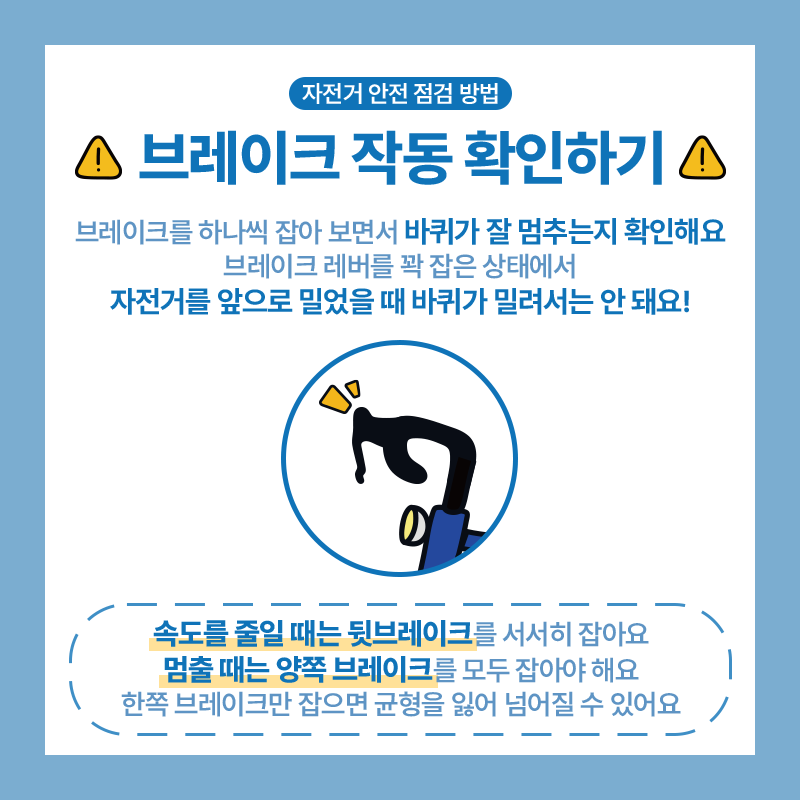 자전거 안전 점검 방법
브레이크 작동 확인하기
브레이크를 하나씩 잡아 보면서 바퀴가 잘 멈추는지 확인해요
브레이크 레버를 꽉 잡은 상태에서
자전거를 앞으로 밀었을 때 바퀴가 밀려서는 안 돼요!
속도를 줄일 때는 뒷브레이크를 서서히 잡아요
멈출 때는 양쪽 브레이크를 모두 잡아야 해요
한쪽 브레이크만 잡으면 균형을 잃어 넘어질 수 있어요